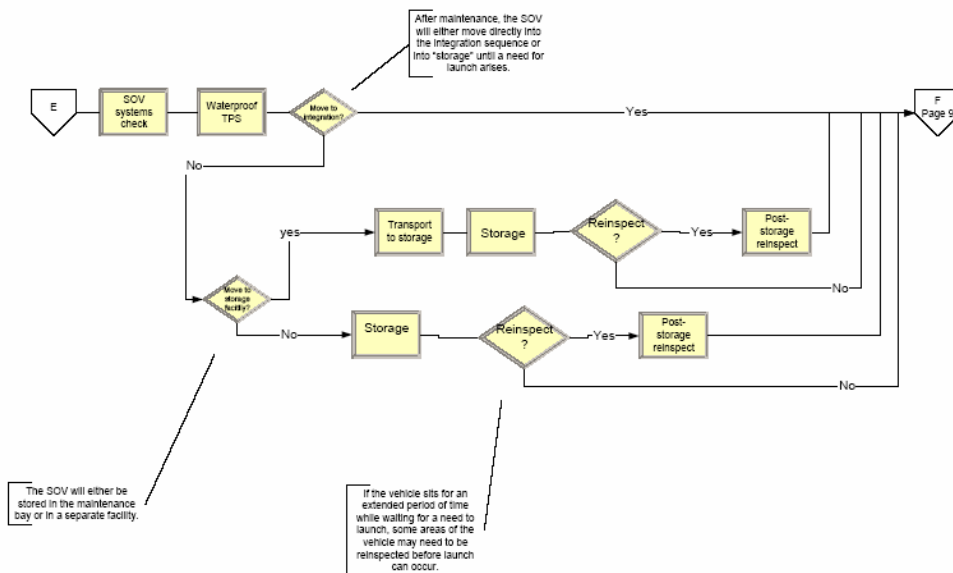 After maintenance, the SOV
will either move directly into
the integration sequence or
into "storage" until a need for
launch arises.
E
SOV
systems
check
Waterproof
TPS
Move to
integration?
Yes
F
Page 9
No
yes
Transport
to storage
Storage
Reinspect
?
Yes
Post-
storage
reinspect
No
Move to
storage
facility?
No
Storage
Reinspect
?
Yes
Post-
storage
reinspect
No
The SOV will either be
stored in the maintenance
bay or in a separate facility.
If the vehicle sits for an
extended period of time
while waiting for a need to
launch, some areas of the
vehicle may need to be
reinspected before launch
can occur.